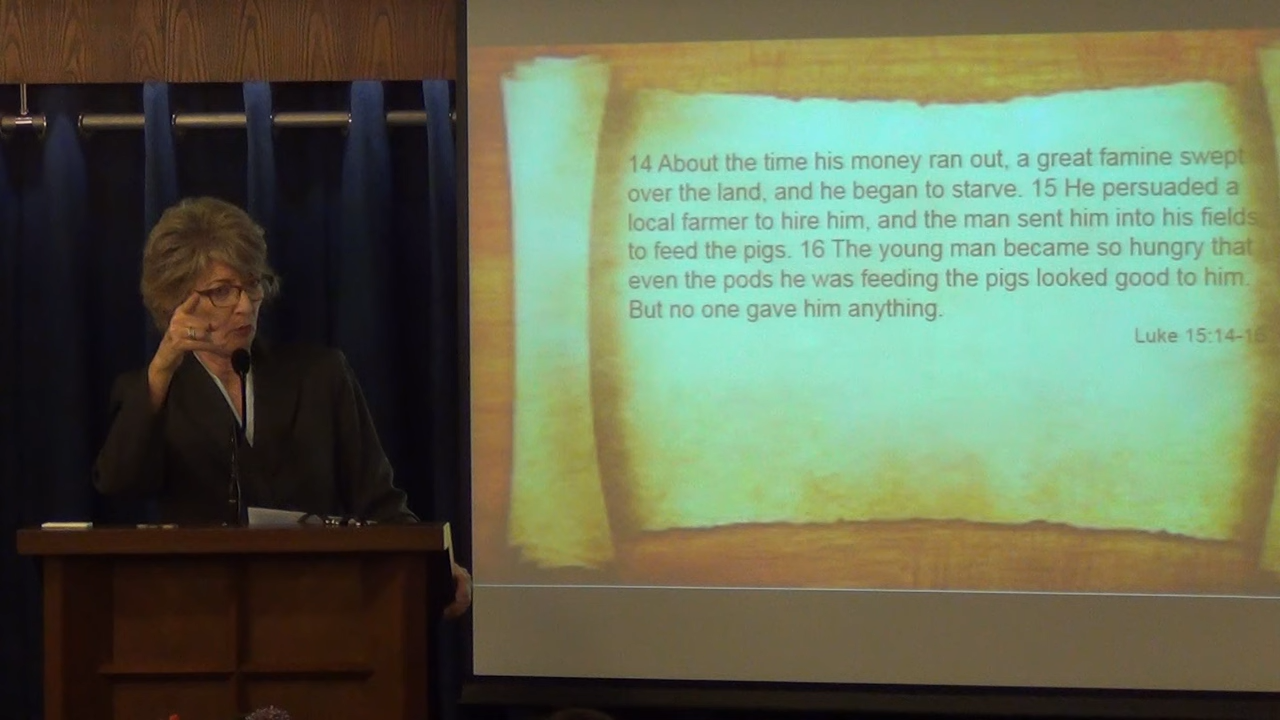 14 About the time his money ran out, a great famine swept
over the land, and he began to starve. 15 He persuaded a
local farmer to hire him, and the man sent him into his fields
to feed the pigs. 16 The young man became so hungry that
even the pods he was feeding the pigs looked good to him.
But no one gave him anything.
Luke 15:14-16